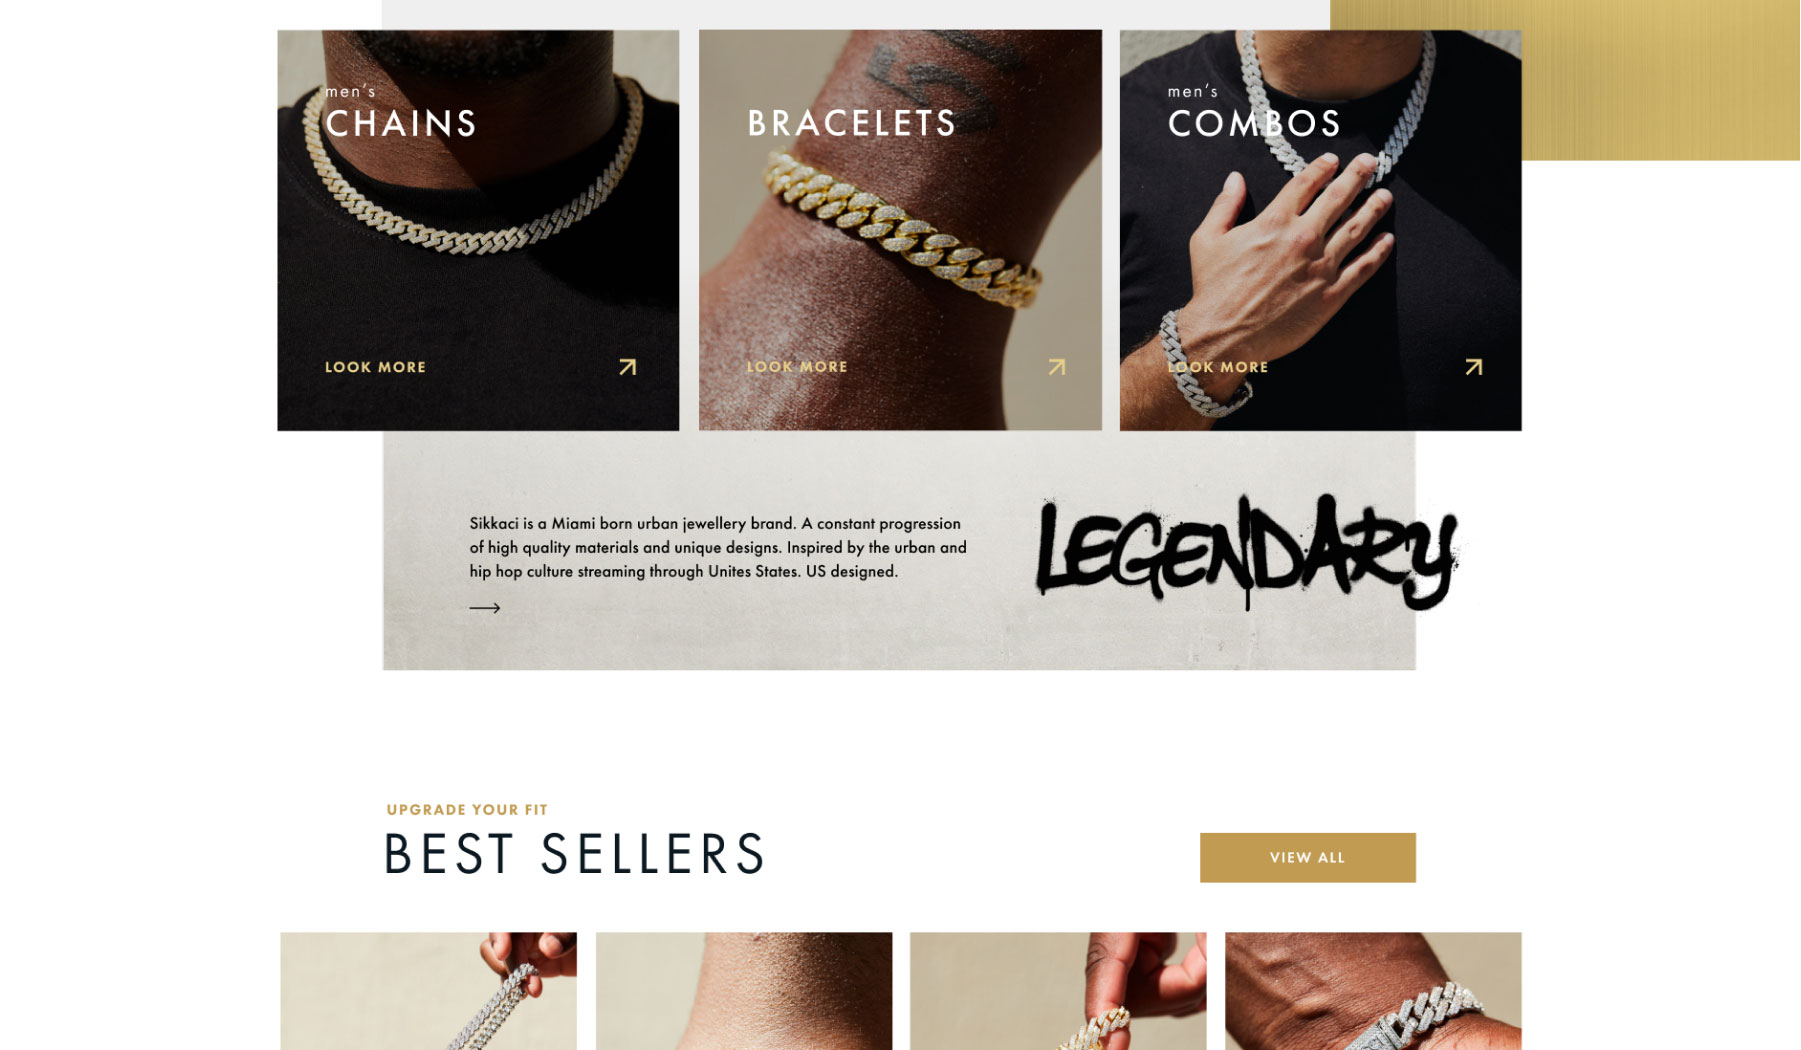 men's
CHAINS
LOOK MORE
BRACELETS
LOOK MORE
men's
COMBOS
LOOK MORE
Sikkaci is a Miami born urban jewellery brand. A constant progression
of high quality materials and unique designs. Inspired by the urban and
hip hop culture streaming through Unites States. US designed.
LEGENDARY
UPGRADE YOUR FIT
BEST SELLERS
VIEW ALL